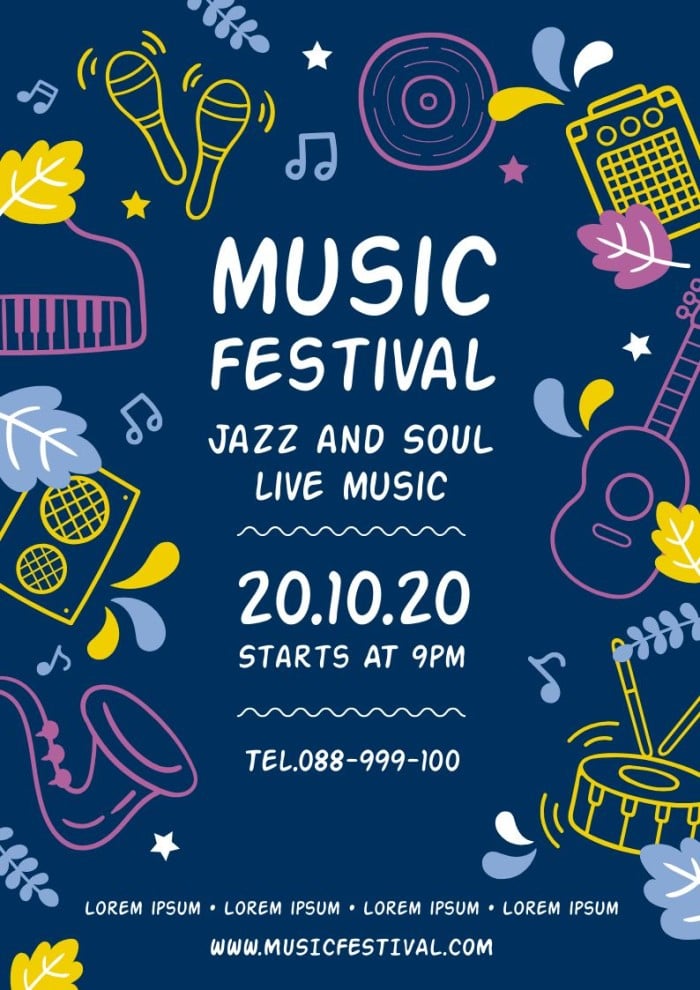 MUSIC
FESTIVAL
JAZZ AND SOUL
LIVE MUSIC
20.10.20
STARTS AT 9PM
TEL.088-999-100
LOREM IPSUM • LOREM IPSUM • LOREM IPSUM • LOREM IPSUM
WWW.MUSICFESTIVAL.COM